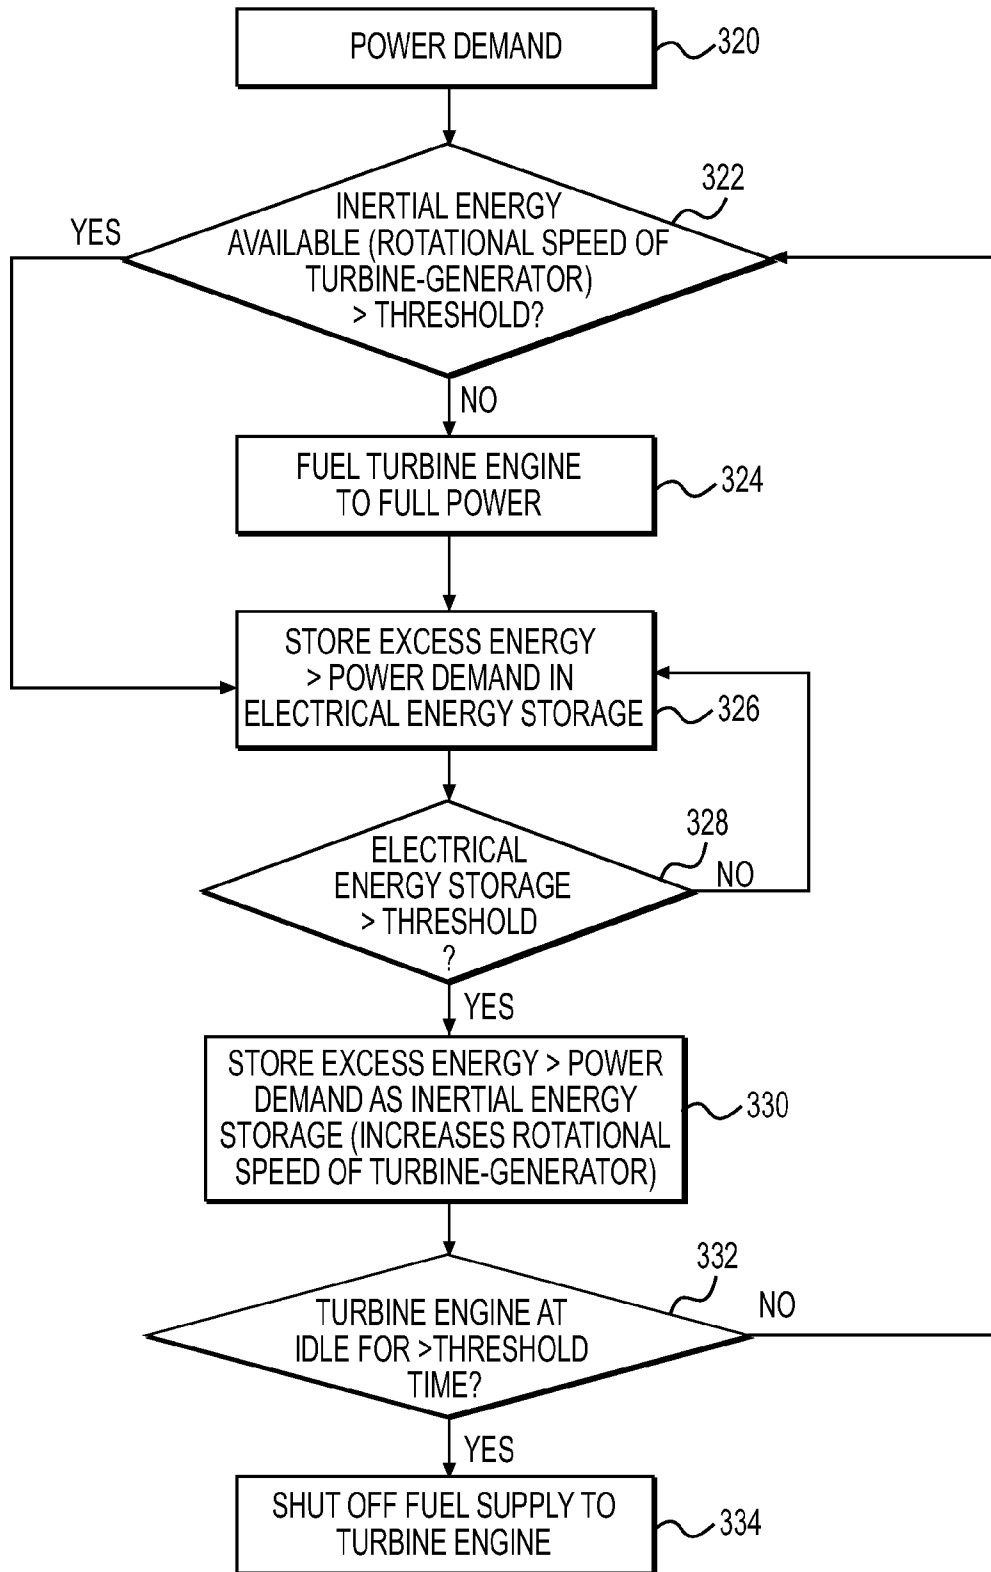 POWER DEMAND
320
322
YES
INERTIAL ENERGY
AVAILABLE (ROTATIONAL SPEED OF
TURBINE-GENERATOR)
> THRESHOLD?
NO
FUEL TURBINE ENGINE
TO FULL POWER
324
STORE EXCESS ENERGY
> POWER DEMAND IN
ELECTRICAL ENERGY STORAGE
326
328
ELECTRICAL
ENERGY STORAGE
> THRESHOLD
?
NO
YES
STORE EXCESS ENERGY > POWER
DEMAND AS INERTIAL ENERGY
STORAGE (INCREASES ROTATIONAL
SPEED OF TURBINE-GENERATOR)
330
332
TURBINE ENGINE AT
IDLE FOR >THRESHOLD
TIME?
NO
YES
SHUT OFF FUEL SUPPLY TO
TURBINE ENGINE
334